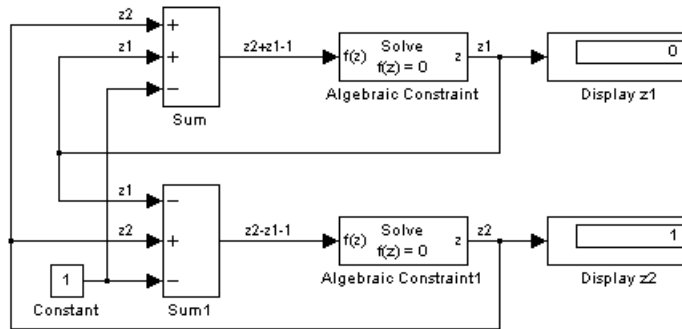 z2
+
z1
+
−
Sum
z2+z1-1
f(z)
Solve
f(z) = 0
z
Algebraic Constraint
z1
0
Display z1
z1
−
z2
+
−
Sum1
z2-z1-1
f(z)
Solve
f(z) = 0
z
Algebraic Constraint1
z2
1
Display z2
1
Constant